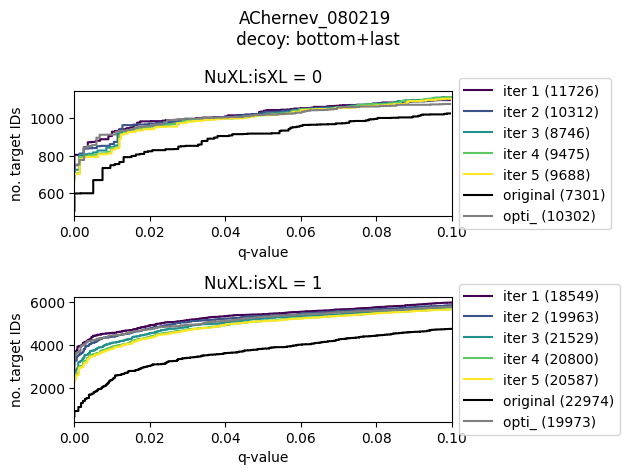 AChernev_080219
decoy: bottom+last
NuXL:isXL = 0
no. target IDs
1000
800
600
0.00 0.02 0.04 0.06 0.08 0.10
q-value
iter 1 (11726)
iter 2 (10312)
iter 3 (8746)
iter 4 (9475)
iter 5 (9688)
original (7301)
opti_ (10302)
NuXL:isXL = 1
no. target IDs
6000
4000
2000
0.00 0.02 0.04 0.06 0.08 0.10
q-value
iter 1 (18549)
iter 2 (19963)
iter 3 (21529)
iter 4 (20800)
iter 5 (20587)
original (22974)
opti_ (19973)